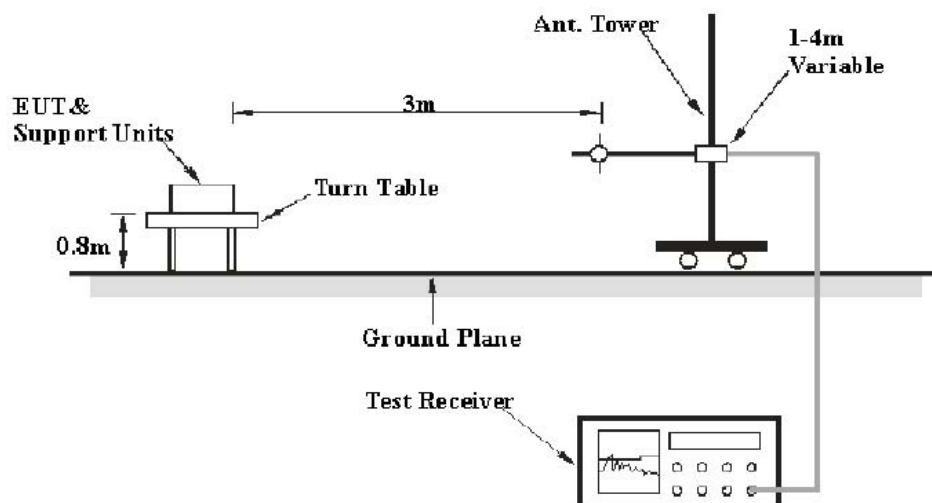 Ant. Tower
1-4m
Variable
3m
EUT&
Support Units
Turn Table
0.8m
Ground Plane
Test Receiver